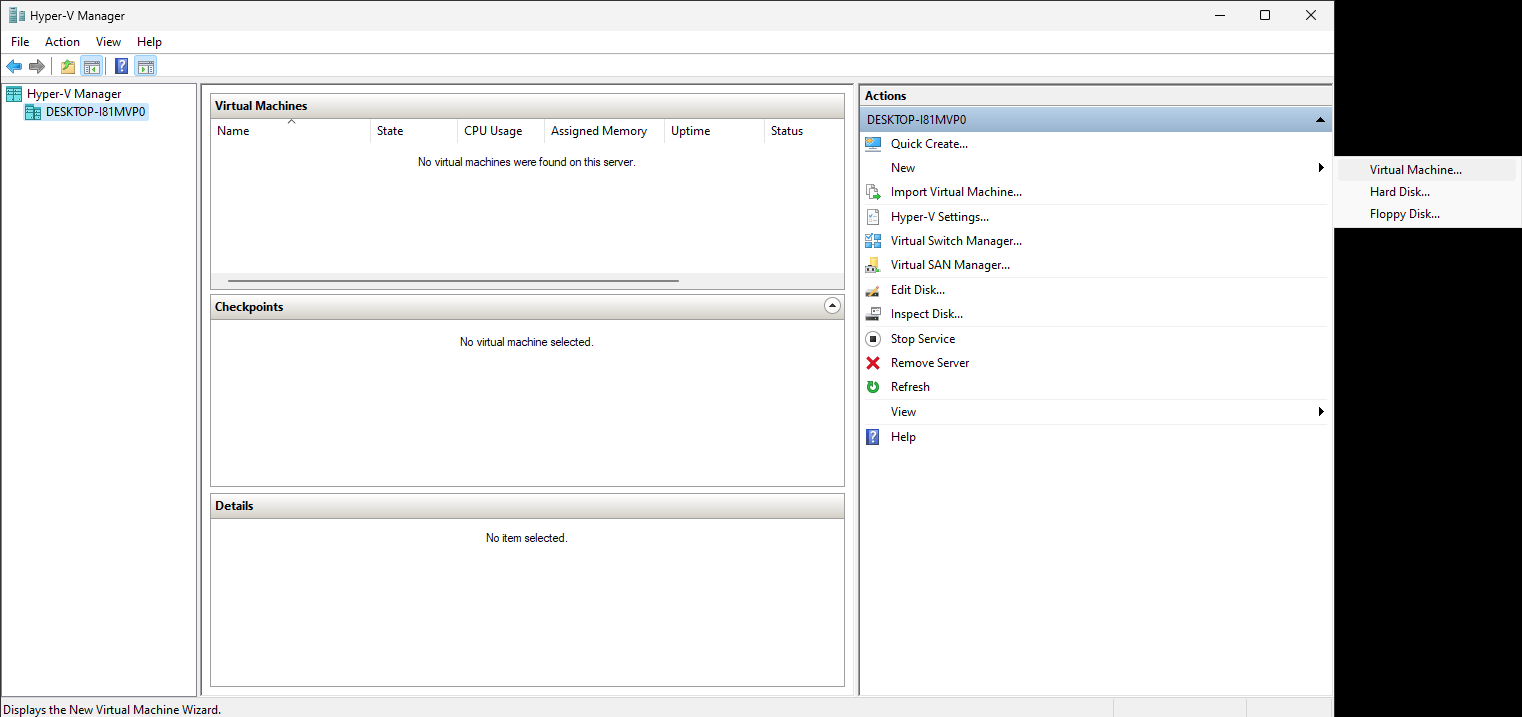 Hyper-V Manager
File Action View Help
Hyper-V Manager
DESKTOP-I81MVP0
Virtual Machines
Name State CPU Usage Assigned Memory Uptime Status
No virtual machines were found on this server.
Checkpoints
No virtual machine selected.
Details
No item selected.
Actions
DESKTOP-I81MVP0
Quick Create...
New
Import Virtual Machine...
Hyper-V Settings...
Virtual Switch Manager...
Virtual SAN Manager...
Edit Disk...
Inspect Disk...
Stop Service
Remove Server
Refresh
View
Help
Virtual Machine...
Hard Disk...
Floppy Disk...
Displays the New Virtual Machine Wizard.